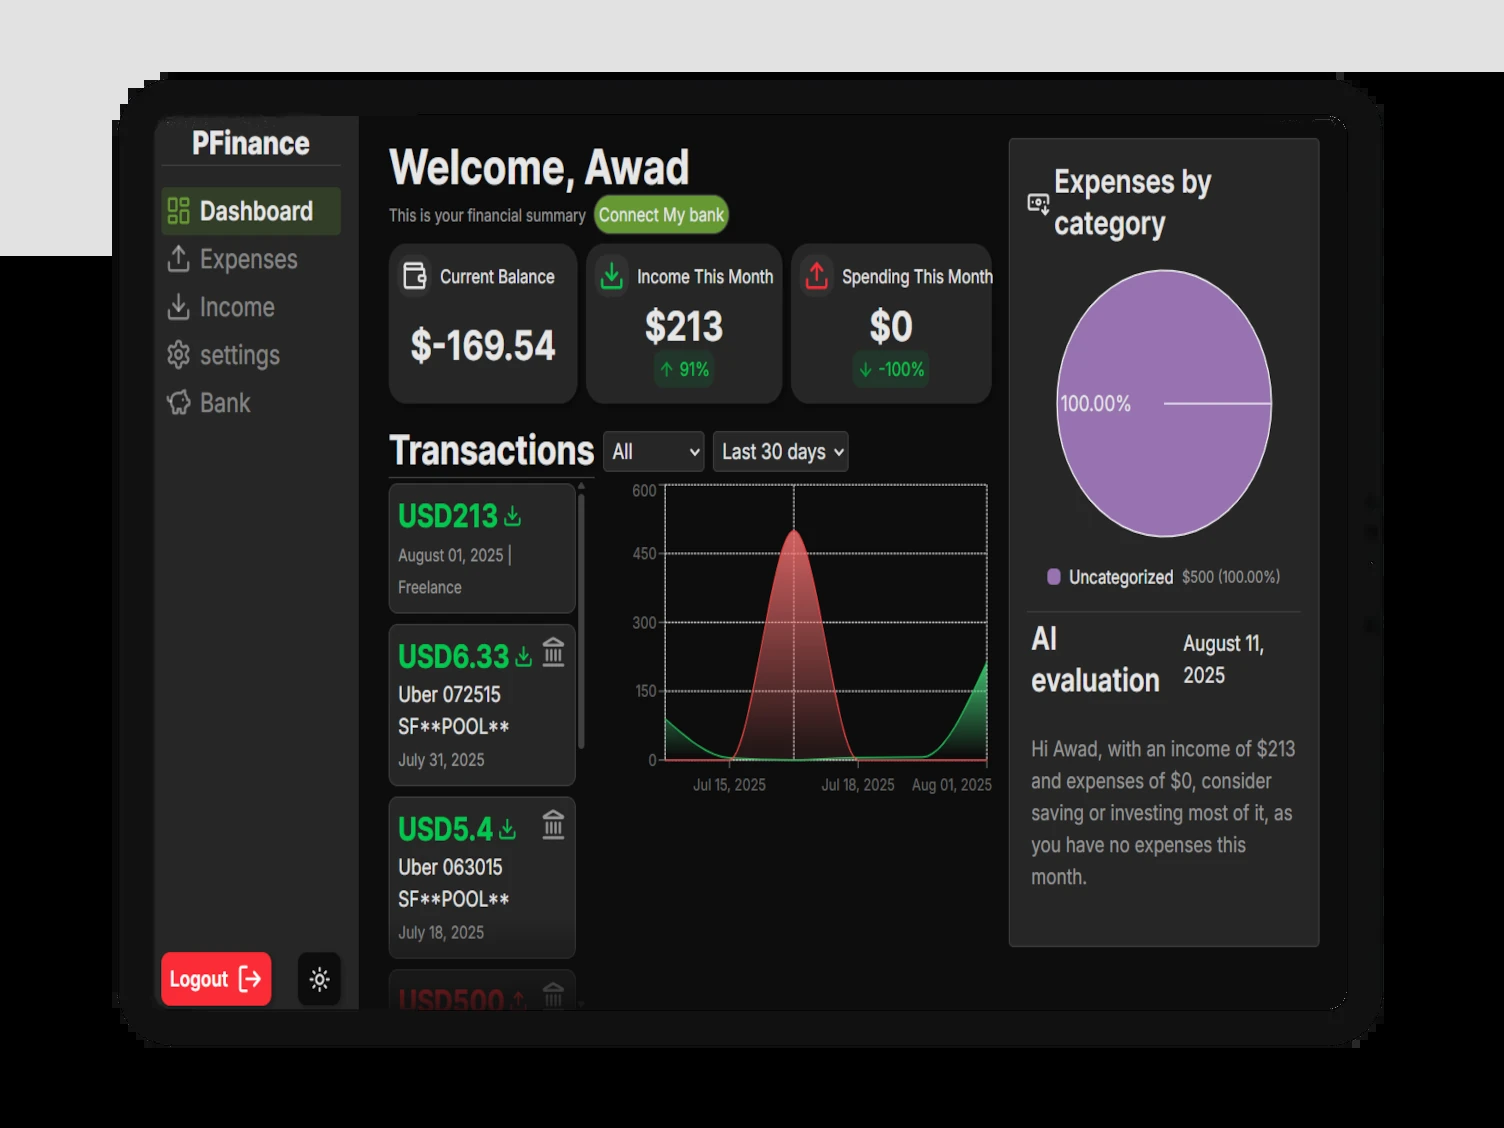 PFinance
Dashboard
Expenses
Income
settings
Bank
Logout
Welcome, Awad
This is your financial summary
Connect My bank
Current Balance
$-169.54
Income This Month
$213
↑ 91%
Spending This Month
$0
↓ -100%
Transactions
All
Last 30 days
USD213
August 01, 2025 |
Freelance
USD6.33
Uber 072515
SF**POOL**
July 31, 2025
USD5.4
Uber 063015
SF**POOL**
July 18, 2025
USD500
600
450
300
150
0
Jul 15, 2025
Jul 18, 2025
Aug 01, 2025
Expenses by
category
100.00%
Uncategorized $500 (100.00%)
AI
evaluation
August 11,
2025
Hi Awad, with an income of $213
and expenses of $0, consider
saving or investing most of it, as
you have no expenses this
month.